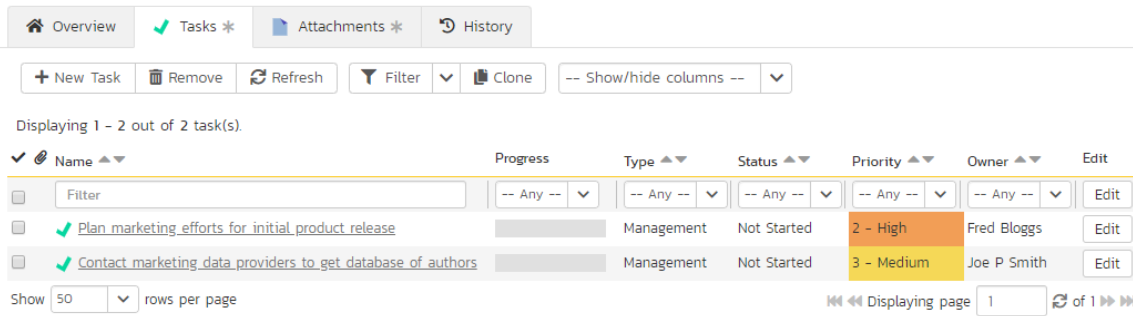 Overview Tasks Attachments History
New Task Remove Refresh Filter Clone -- Show/hide columns --
Displaying 1 - 2 out of 2 task(s).
Name Progress Type Status Priority Owner Edit
Filter -- Any -- -- Any -- -- Any -- -- Any -- -- Any -- Edit
Plan marketing efforts for initial product release Management Not Started 2 - High Fred Bloggs Edit
Contact marketing data providers to get database of authors Management Not Started 3 - Medium Joe P Smith Edit
Show 50 rows per page Displaying page 1 of 1